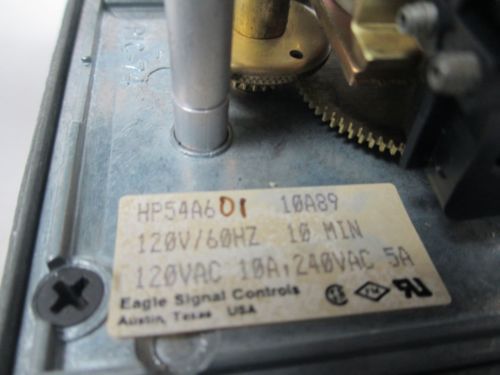 HP54A601 10A89
120V/60HZ 10 MIN
120VAC 10A, 240VAC 5A
Eagle Signal Controls
Austin, Texas USA